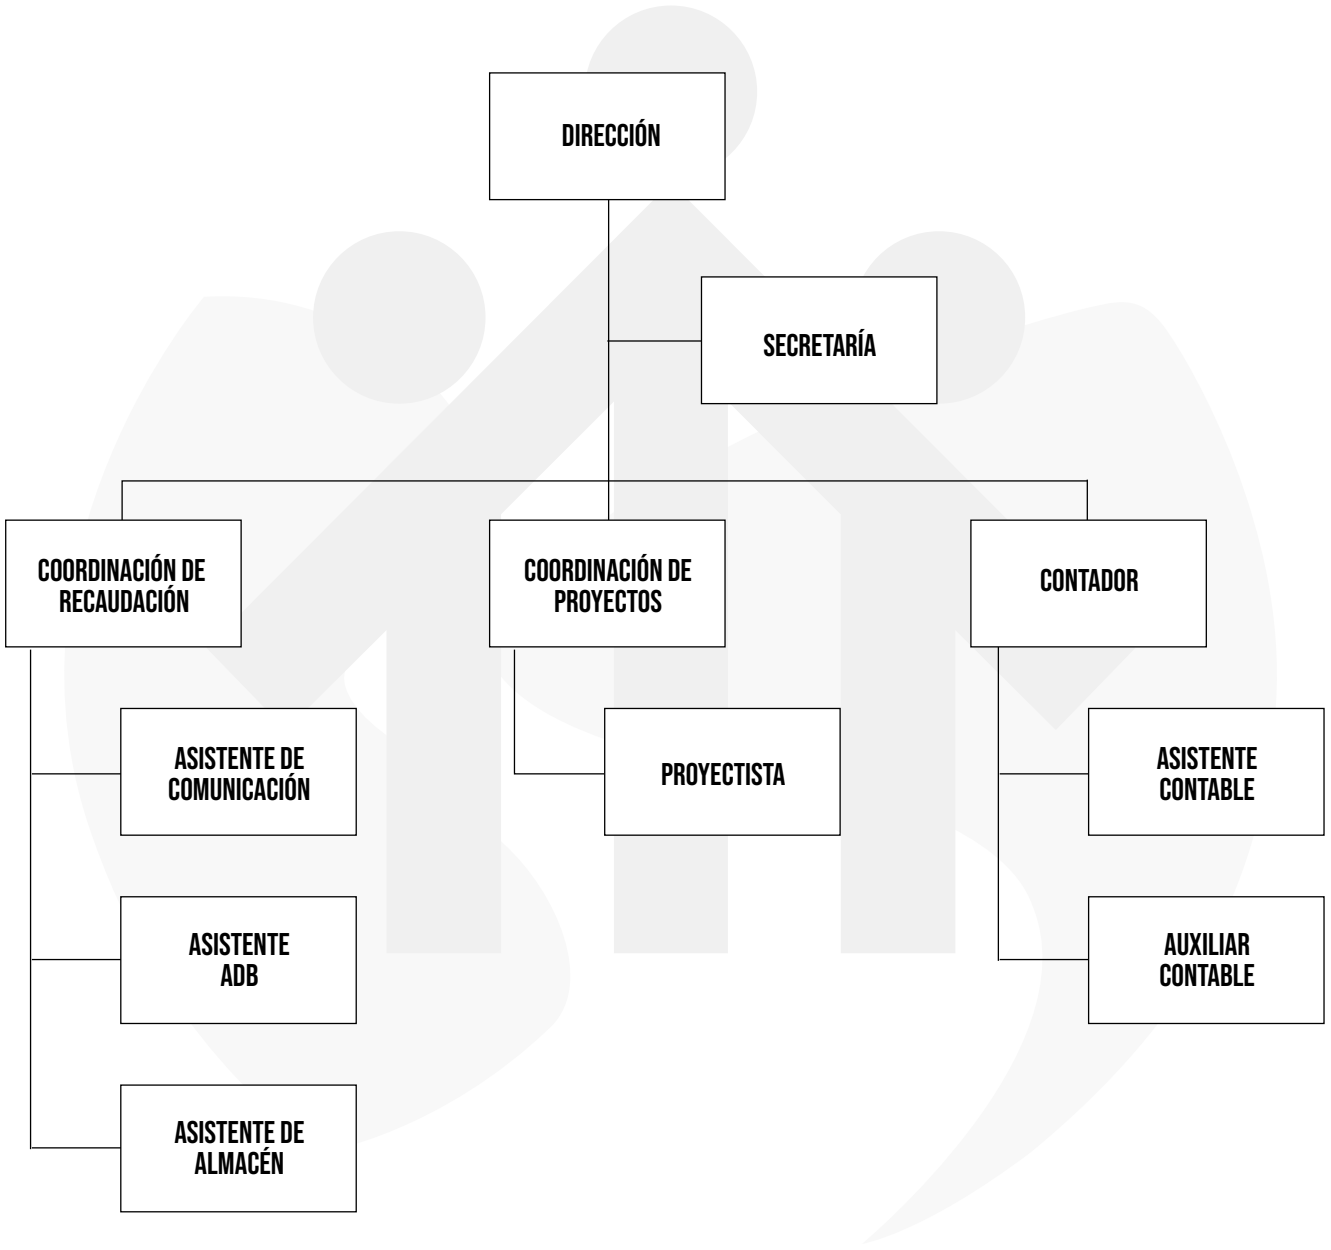 DIRECCIÓN
SECRETARÍA
COORDINACIÓN DE
RECAUDACIÓN
COORDINACIÓN DE
PROYECTOS
CONTADOR
ASISTENTE DE
COMUNICACIÓN
PROYECTISTA
ASISTENTE
CONTABLE
ASISTENTE
ADB
AUXILIAR
CONTABLE
ASISTENTE DE
ALMACÉN